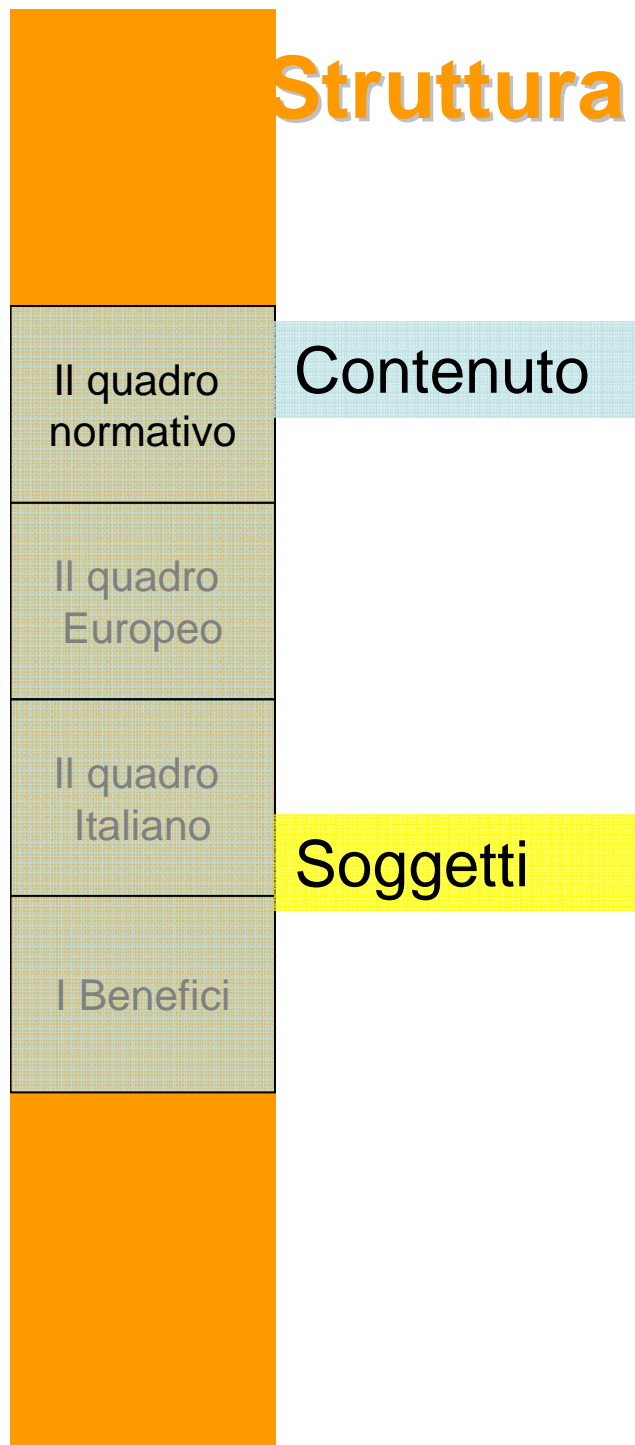 Struttura
Il quadro
normativo
Il quadro
Europeo
Il quadro
Italiano
I Benefici
Contenuto
Soggetti